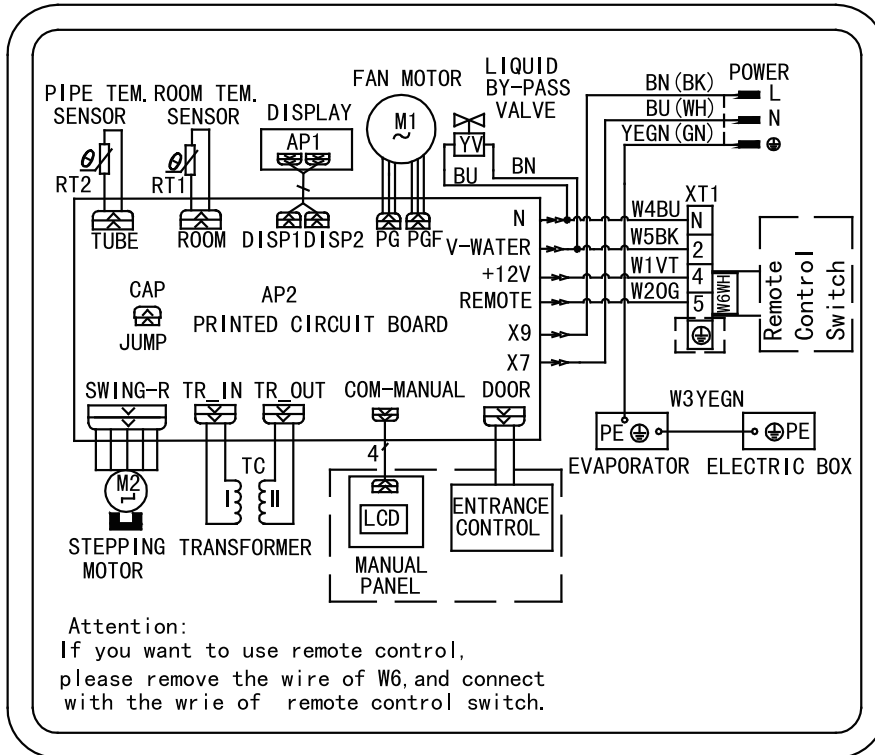 PIPE TEM.
SENSOR
ROOM TEM.
SENSOR
DISPLAY
FAN MOTOR
LIQUID
BY-PASS
VALVE
BN(BK)
POWER
L
BU(WH)
N
YEGN(GN)
AP1
M1
~
YV
BU
BN
θ
RT2
θ
RT1
XT1
TUBE
ROOM
DISP1
DISP2
PG
PGF
N
W4BU
N
V-WATER
W5BK
2
+12V
W1VT
4
REMOTE
W2OG
5
W6WH
Remote
Control
Switch
CAP
JUMP
AP2
PRINTED CIRCUIT BOARD
X9
X7
SWING-R
TR_IN
TR_OUT
COM-MANUAL
DOOR
W3YEGN
PE
PE
EVAPORATOR
ELECTRIC BOX
4
M2
TC
I
II
LCD
ENTRANCE
CONTROL
STEPPING
MOTOR
TRANSFORMER
MANUAL
PANEL
Attention:
If you want to use remote control,
please remove the wire of W6,and connect
with the wrie of remote control switch.